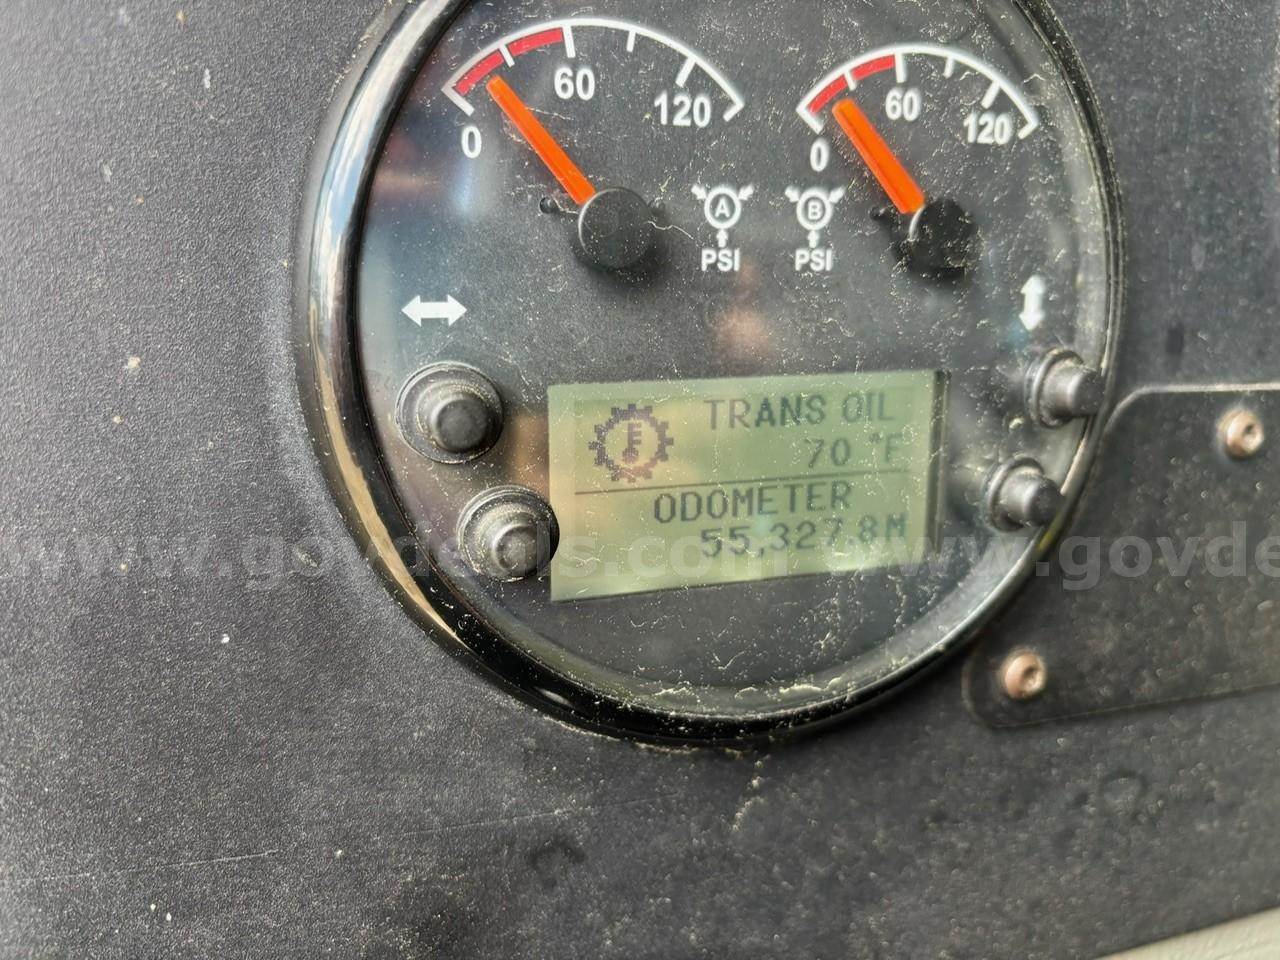 60
120
0
60
120
0
A
B
PSI
PSI
TRANS OIL
70 °F
ODOMETER
55,327.8M
www.govdeals.com
www.govde